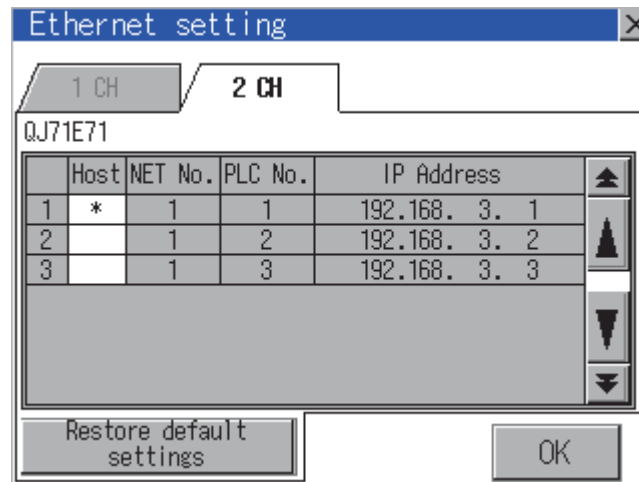 Ethernet setting
1 CH 2 CH
QJ71E71
Host NET No. PLC No. IP Address
1 * 1 1 192.168. 3. 1
2 1 2 192.168. 3. 2
3 1 3 192.168. 3. 3
Restore default
settings
OK